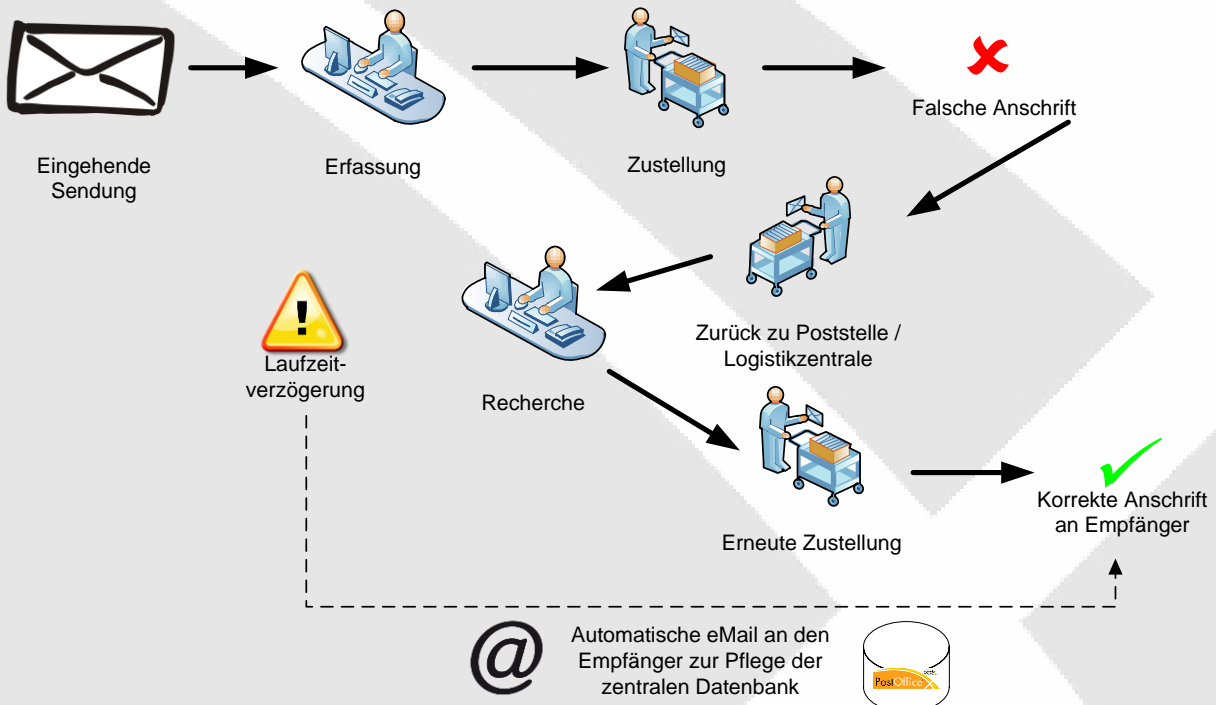 Eingehende
Sendung
Erfassung
Zustellung
Falsche Anschrift
Zurück zu Poststelle /
Logistikzentrale
Laufzeit-
verzögerung
Recherche
Erneute Zustellung
Korrekte Anschrift
an Empfänger
@
Automatische eMail an den
Empfänger zur Pflege der
zentralen Datenbank
PostOffice X